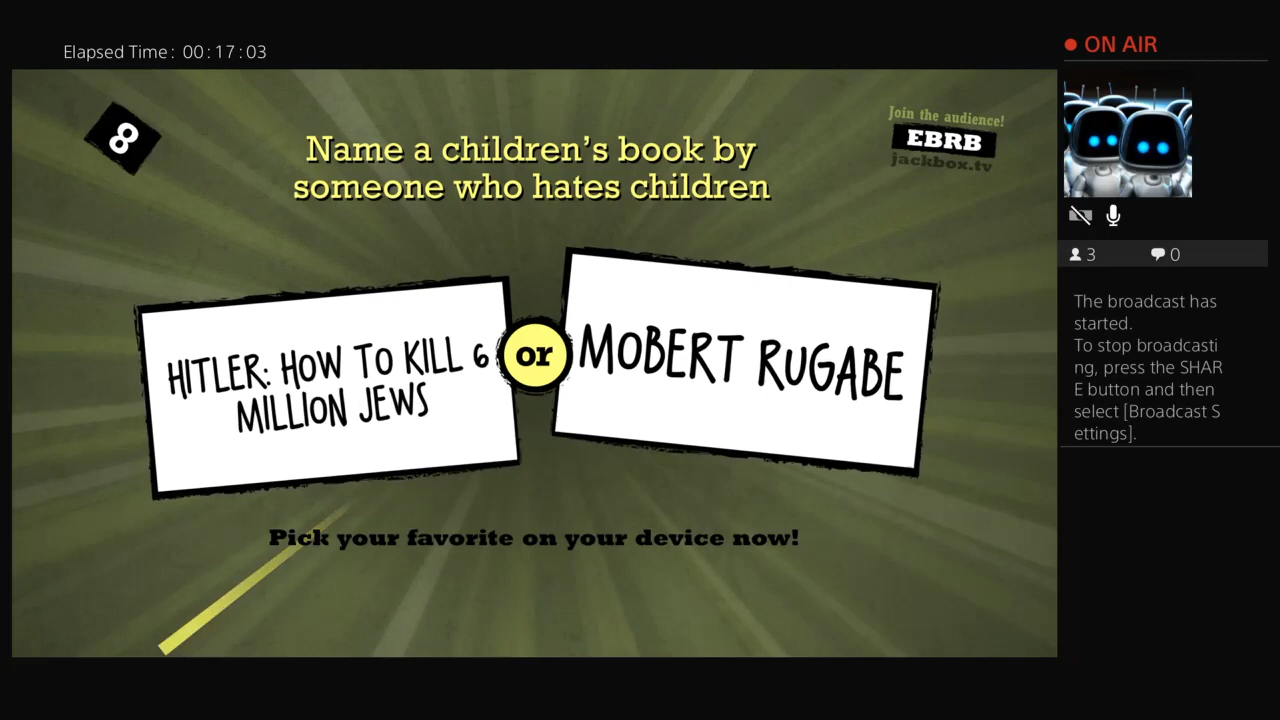 Elapsed Time: 00:17:03
ON AIR
8
Name a children's book by
someone who hates children
Join the audience!
EBRB
jackbox.tv
HITLER: HOW TO KILL 6
MILLION JEWS
or
MOBERT RUGABE
Pick your favorite on your device now!
3
0
The broadcast has
started.
To stop broadcasti
ng, press the SHAR
E button and then
select [Broadcast S
ettings].